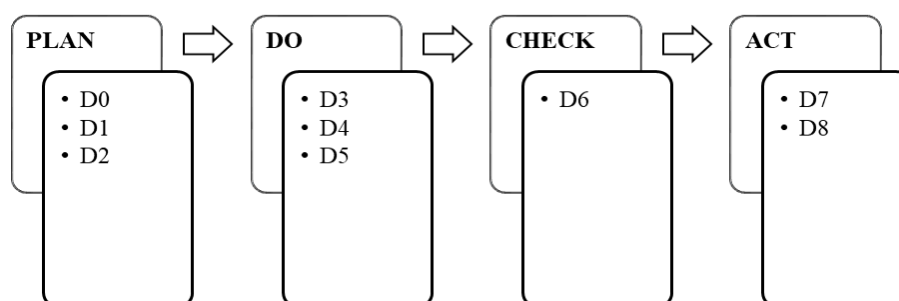 PLAN
• D0
• D1
• D2
DO
• D3
• D4
• D5
CHECK
• D6
ACT
• D7
• D8